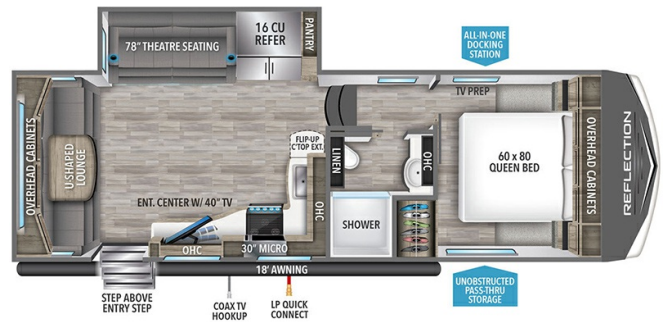 78" THEATRE SEATING
16 CU
REFER
PANTRY
ALL-IN-ONE
DOCKING
STATION
TV PREP
OVERHEAD CABINETS
U-SHAPED
LOUNGE
FLIP-UP
C'TOP EXT.
LINEN
OHC
60 x 80
QUEEN BED
OVERHEAD CABINETS
REFLECTION
ENT. CENTER W/ 40" TV
OHC
SHOWER
OHC
30" MICRO
18' AWNING
STEP ABOVE
ENTRY STEP
COAX TV
HOOKUP
LP QUICK
CONNECT
UNOBSTRUCTED
PASS-THRU
STORAGE